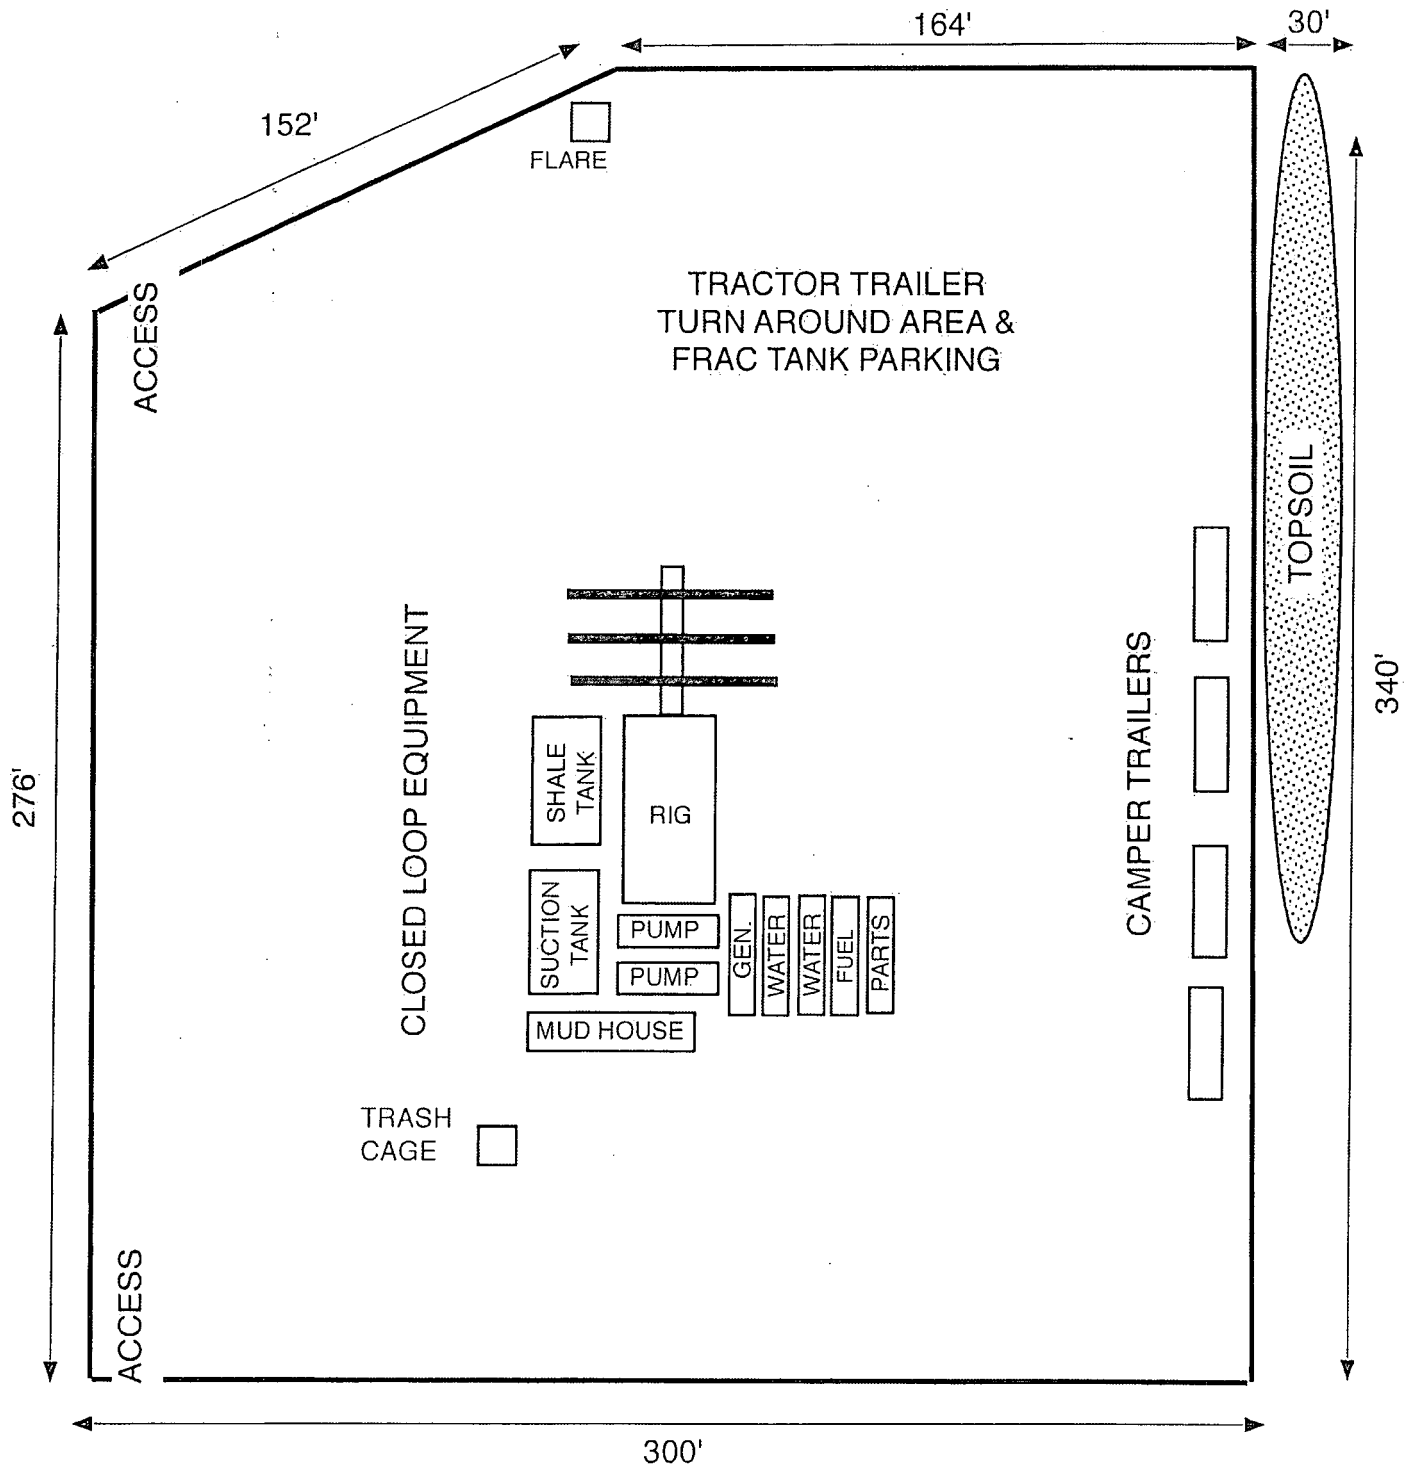 164'
30'
152'
FLARE
ACCESS
TRACTOR TRAILER
TURN AROUND AREA &
FRAC TANK PARKING
TOPSOIL
340'
276'
CLOSED LOOP EQUIPMENT
CAMPER TRAILERS
SHALE
TANK
RIG
SUCTION
TANK
PUMP
PUMP
GEN.
WATER
WATER
FUEL
PARTS
MUD HOUSE
TRASH
CAGE
ACCESS
300'